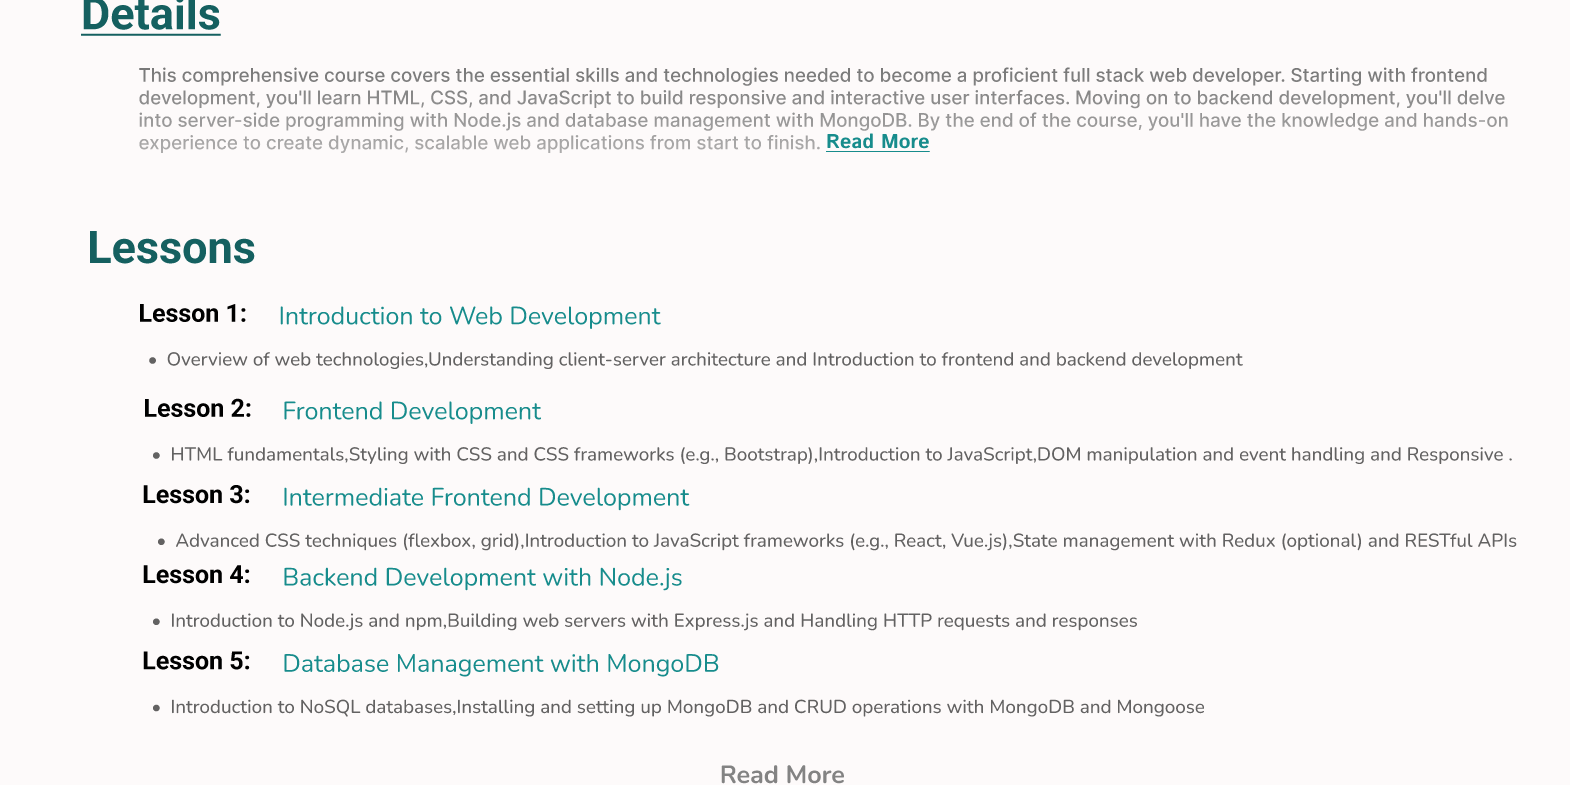 Details
This comprehensive course covers the essential skills and technologies needed to become a proficient full stack web developer. Starting with frontend
development, you'll learn HTML, CSS, and JavaScript to build responsive and interactive user interfaces. Moving on to backend development, you'll delve
into server-side programming with Node.js and database management with MongoDB. By the end of the course, you'll have the knowledge and hands-on
experience to create dynamic, scalable web applications from start to finish. Read More
Lessons
Lesson 1: Introduction to Web Development
• Overview of web technologies,Understanding client-server architecture and Introduction to frontend and backend development
Lesson 2: Frontend Development
• HTML fundamentals,Styling with CSS and CSS frameworks (e.g., Bootstrap),Introduction to JavaScript,DOM manipulation and event handling and Responsive .
Lesson 3: Intermediate Frontend Development
• Advanced CSS techniques (flexbox, grid),Introduction to JavaScript frameworks (e.g., React, Vue.js),State management with Redux (optional) and RESTful APIs
Lesson 4: Backend Development with Node.js
• Introduction to Node.js and npm,Building web servers with Express.js and Handling HTTP requests and responses
Lesson 5: Database Management with MongoDB
• Introduction to NoSQL databases,Installing and setting up MongoDB and CRUD operations with MongoDB and Mongoose
Read More